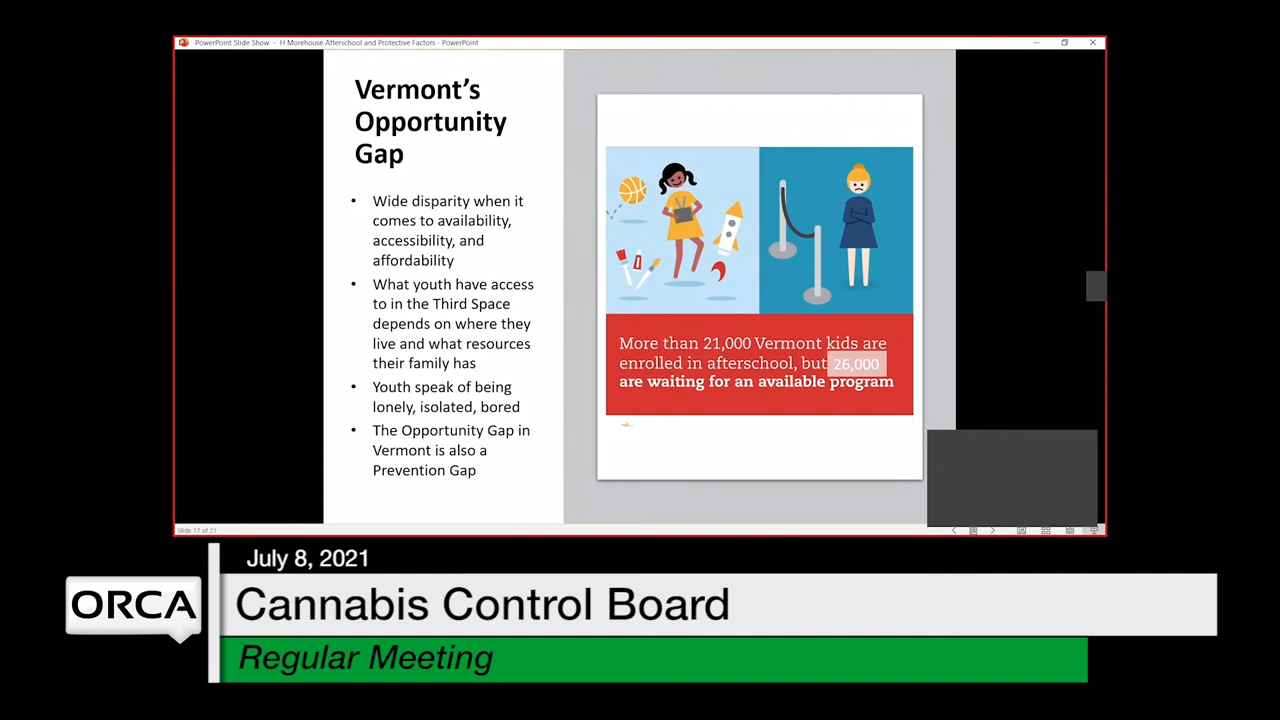 PowerPoint Slide Show - H Morehouse Afterschool and Protective Factors - PowerPoint
Vermont's
Opportunity
Gap
• Wide disparity when it
comes to availability,
accessibility, and
affordability
• What youth have access
to in the Third Space
depends on where they
live and what resources
their family has
• Youth speak of being
lonely, isolated, bored
• The Opportunity Gap in
Vermont is also a
Prevention Gap
More than 21,000 Vermont kids are
enrolled in afterschool, but 26,000
are waiting for an available program
Slide 17 of 21
July 8, 2021
ORCA
Cannabis Control Board
Regular Meeting